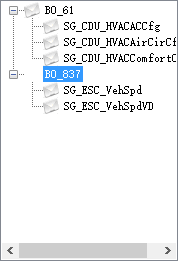 BO_61
SG_CDU_HVACACCfg
SG_CDU_HVACAirCirCf
SG_CDU_HVACComfortC
BO_837
SG_ESC_VehSpd
SG_ESC_VehSpdVD